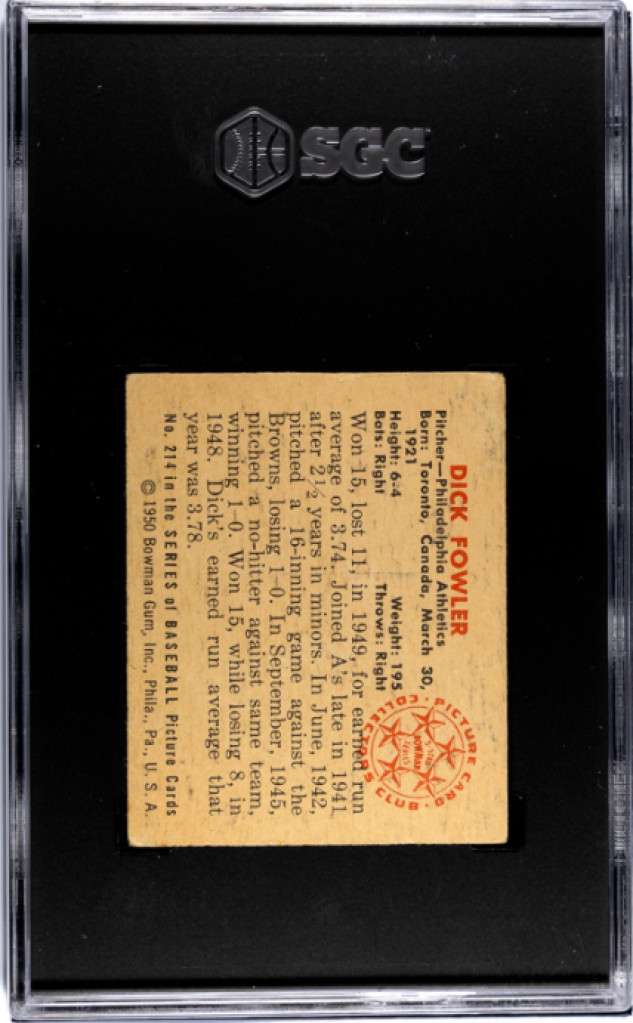 SGC
DICK FOWLER
Pitcher—Philadelphia Athletics
Born: Toronto, Canada, March 30,
1921
Height: 6-4 Weight: 195
Bats: Right Throws: Right
Won 15, lost 11, in 1949, for earned run
average of 3.74. Joined A's late in 1941
after 2½ years in minors. In June, 1942,
pitched a 16-inning game against the
Browns, losing 1-0. In September, 1945,
pitched a no-hitter against same team,
winning 1-0. Won 15, while losing 8, in
1948. Dick's earned run average that
year was 3.78.
No. 214 in the SERIES of BASEBALL Picture Cards
© 1950 Bowman Gum, Inc., Phila., Pa., U. S. A.
PICTURE CARD COLLECTORS CLUB
5-STAR
BOWMAN